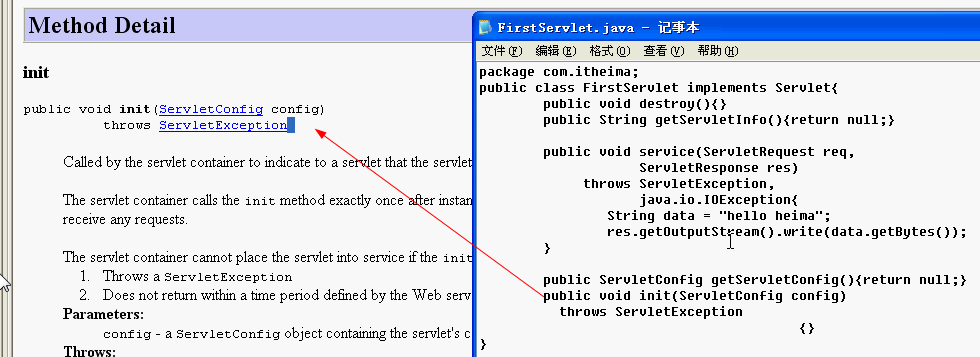 Method Detail
init
public void init(ServletConfig config)
throws ServletException
Called by the servlet container to indicate to a servlet that the servlet
The servlet container calls the init method exactly once after instan
receive any requests.
The servlet container cannot place the servlet into service if the init
1. Throws a ServletException
2. Does not return within a time period defined by the Web serv
Parameters:
config - a ServletConfig object containing the servlet's c
Throws:
FirstServlet.java - 记事本
文件(F) 编辑(E) 格式(O) 查看(V) 帮助(H)
package com.itheima;
public class FirstServlet implements Servlet{
public void destroy(){}
public String getServletInfo(){return null;}
public void service(ServletRequest req,
ServletResponse res)
throws ServletException,
java.io.IOException{
String data = "hello heima";
res.getOutputStream().write(data.getBytes());
}
public ServletConfig getServletConfig(){return null;}
public void init(ServletConfig config)
throws ServletException
{}
}